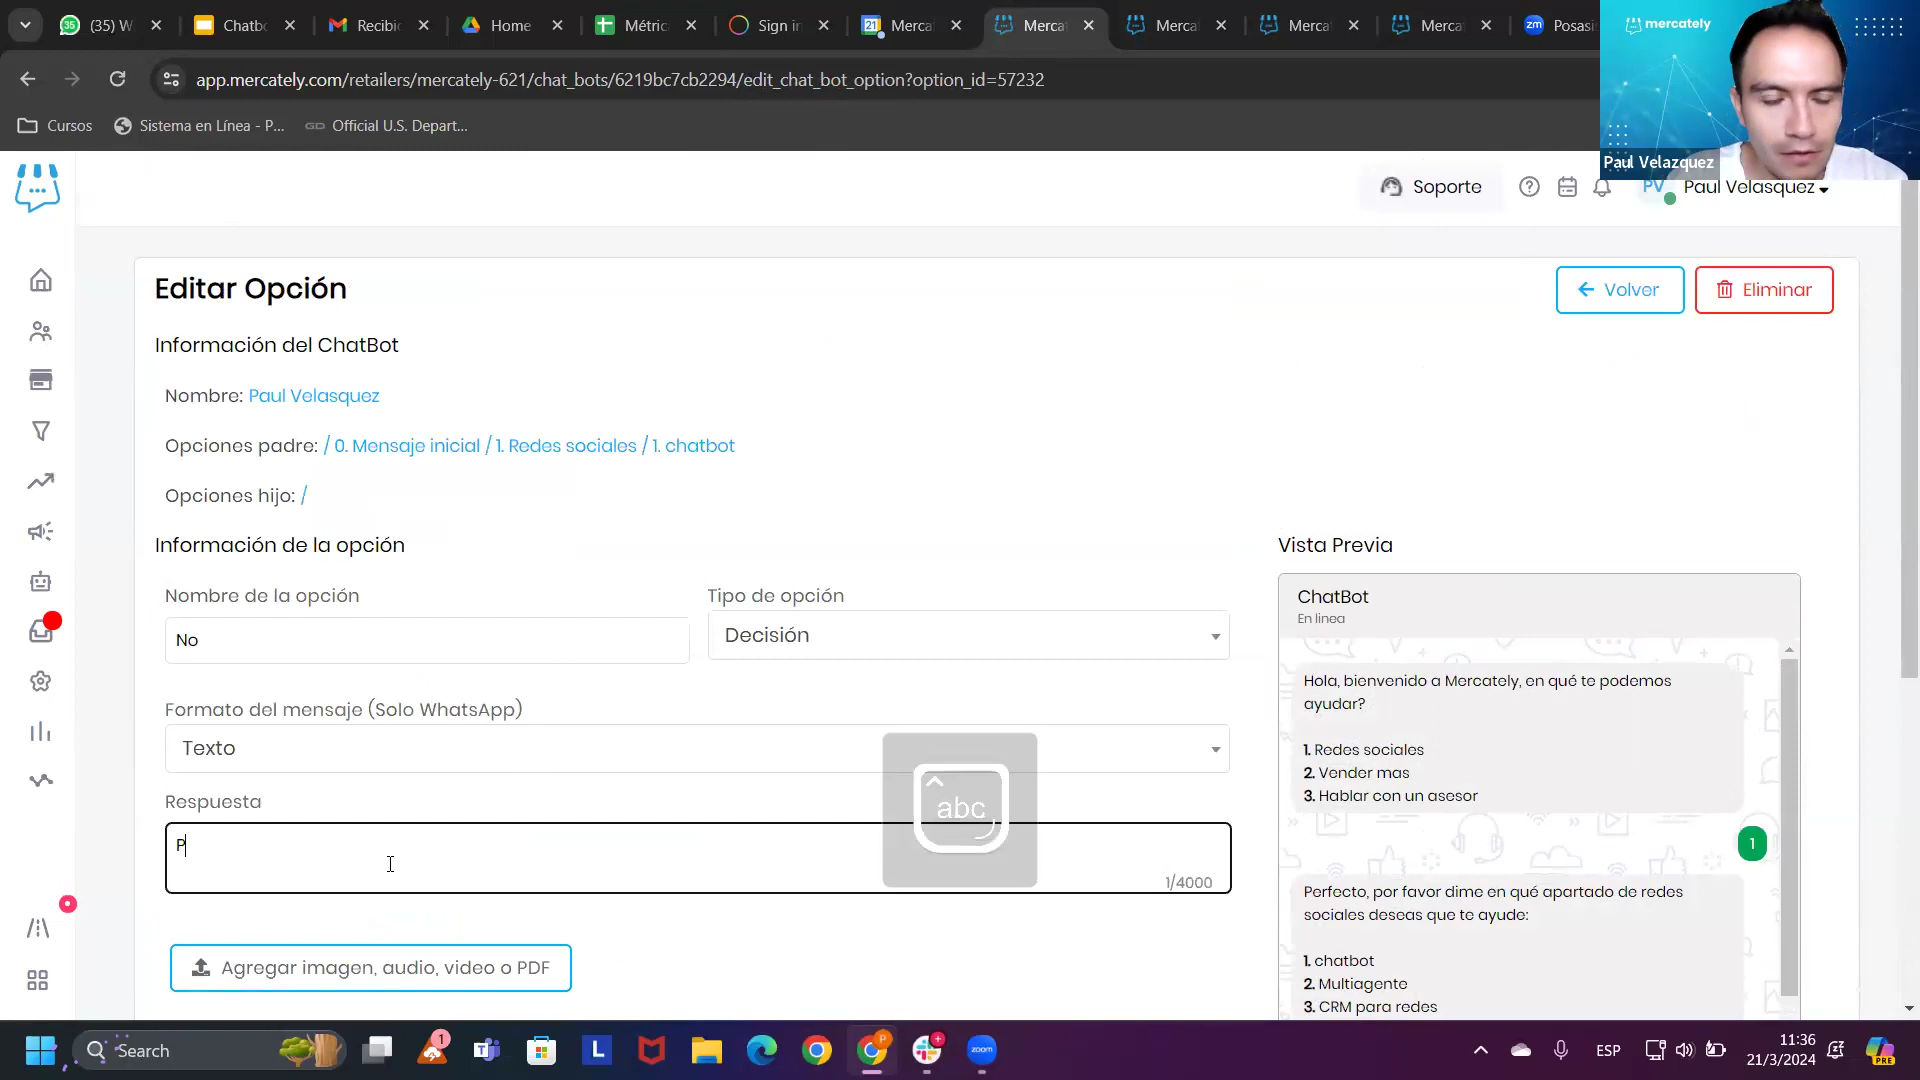 (35) W
Chatbo
Recibi
Home
Métric
Sign in
Merca
Merca
Merca
Merca
Merca
Posasi
mercately
app.mercately.com/retailers/mercately-621/chat_bots/6219bc7cb2294/edit_chat_bot_option?option_id=57232
Cursos
Sistema en Línea - P...
Official U.S. Depart...
Paul Velazquez
Soporte
PV
Paul Velasquez
Editar Opción
Volver
Eliminar
Información del ChatBot
Nombre: Paul Velasquez
Opciones padre: / 0. Mensaje inicial / 1. Redes sociales / 1. chatbot
Opciones hijo: /
Información de la opción
Vista Previa
Nombre de la opción
Tipo de opción
No
Decisión
Formato del mensaje (Solo WhatsApp)
Texto
Respuesta
P
1/4000
abc
Agregar imagen, audio, video o PDF
ChatBot
En linea
Hola, bienvenido a Mercately, en qué te podemos
ayudar?
1. Redes sociales
2. Vender mas
3. Hablar con un asesor
1
Perfecto, por favor dime en qué apartado de redes
sociales deseas que te ayude:
1. chatbot
2. Multiagente
3. CRM para redes
Search
ESP
11:36
21/3/2024